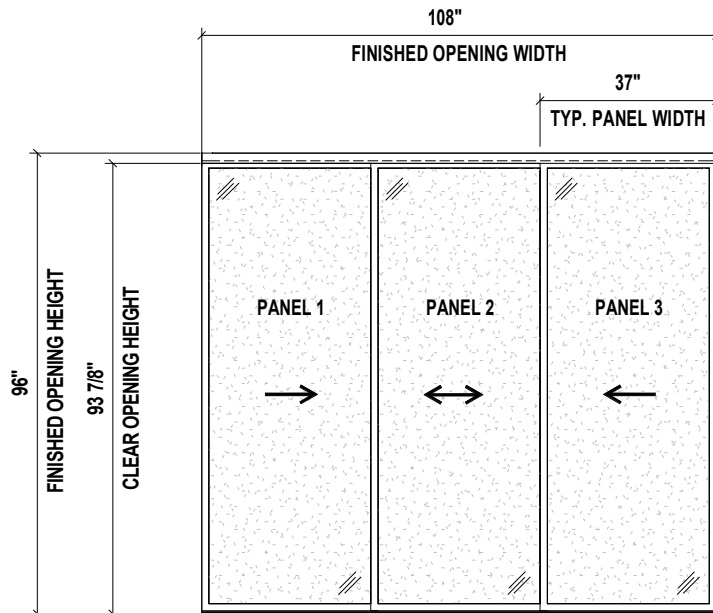 108"
FINISHED OPENING WIDTH
37"
TYP. PANEL WIDTH
PANEL 1
PANEL 2
PANEL 3
96"
FINISHED OPENING HEIGHT
93 7/8"
CLEAR OPENING HEIGHT